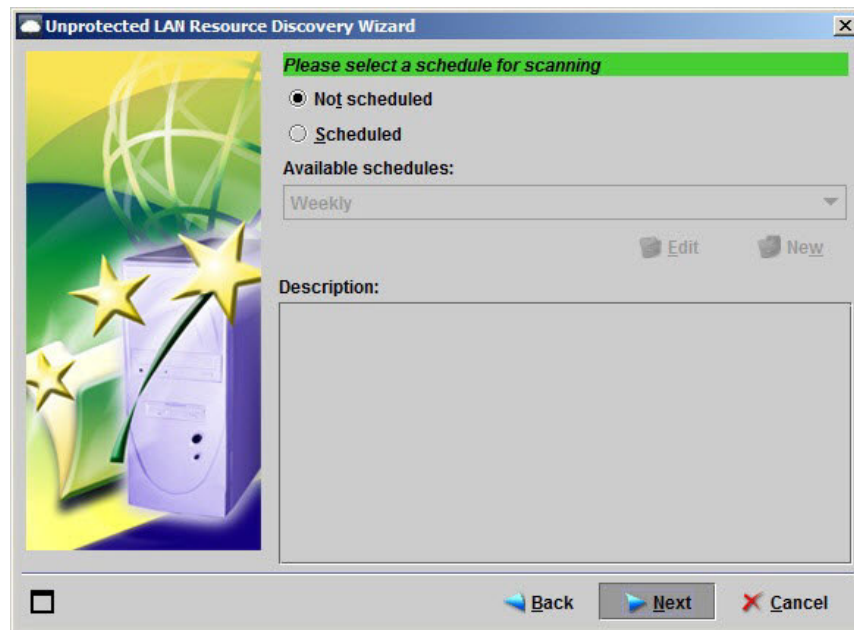 Unprotected LAN Resource Discovery Wizard
Please select a schedule for scanning
Not scheduled
Scheduled
Available schedules:
Weekly
Edit New
Description:
Back Next Cancel